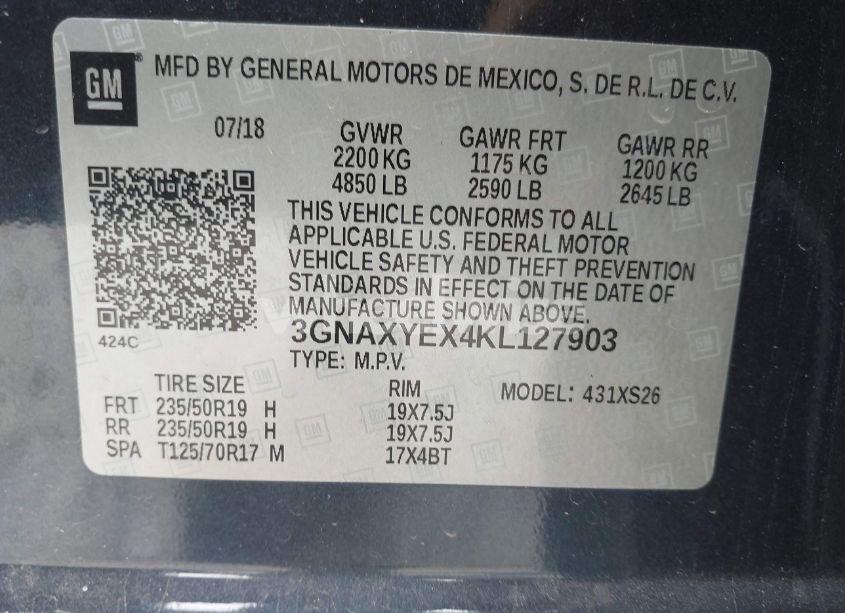 GM MFD BY GENERAL MOTORS DE MEXICO, S. DE R.L. DE C.V.
07/18 GVWR GAWR FRT GAWR RR
2200 KG 1175 KG 1200 KG
4850 LB 2590 LB 2645 LB
THIS VEHICLE CONFORMS TO ALL
APPLICABLE U.S. FEDERAL MOTOR
VEHICLE SAFETY AND THEFT PREVENTION
STANDARDS IN EFFECT ON THE DATE OF
MANUFACTURE SHOWN ABOVE.
424C 3GNAXYEX4KL127903
TYPE: M.P.V.
TIRE SIZE RIM MODEL: 431XS26
FRT 235/50R19 H 19X7.5J
RR 235/50R19 H 19X7.5J
SPA T125/70R17 M 17X4BT